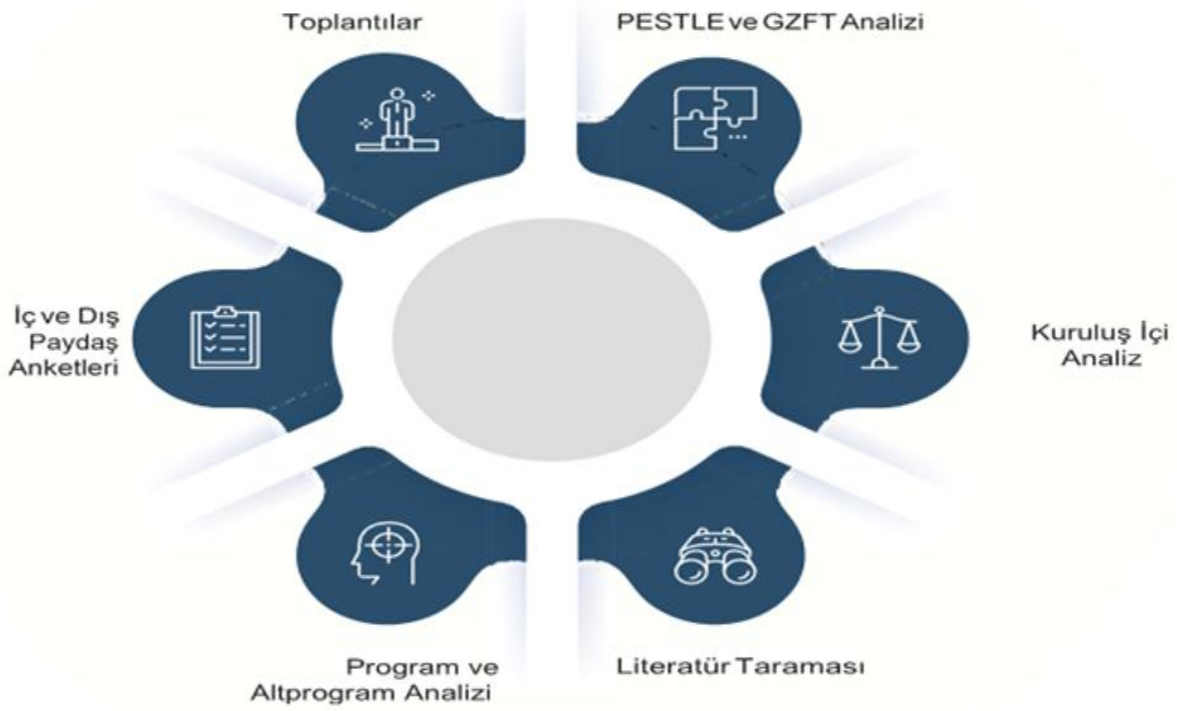 Toplantılar
PESTLE ve GZFT Analizi
İç ve Dış
Paydaş
Anketleri
Kuruluş İçi
Analiz
Program ve
Altprogram Analizi
Literatür Taraması